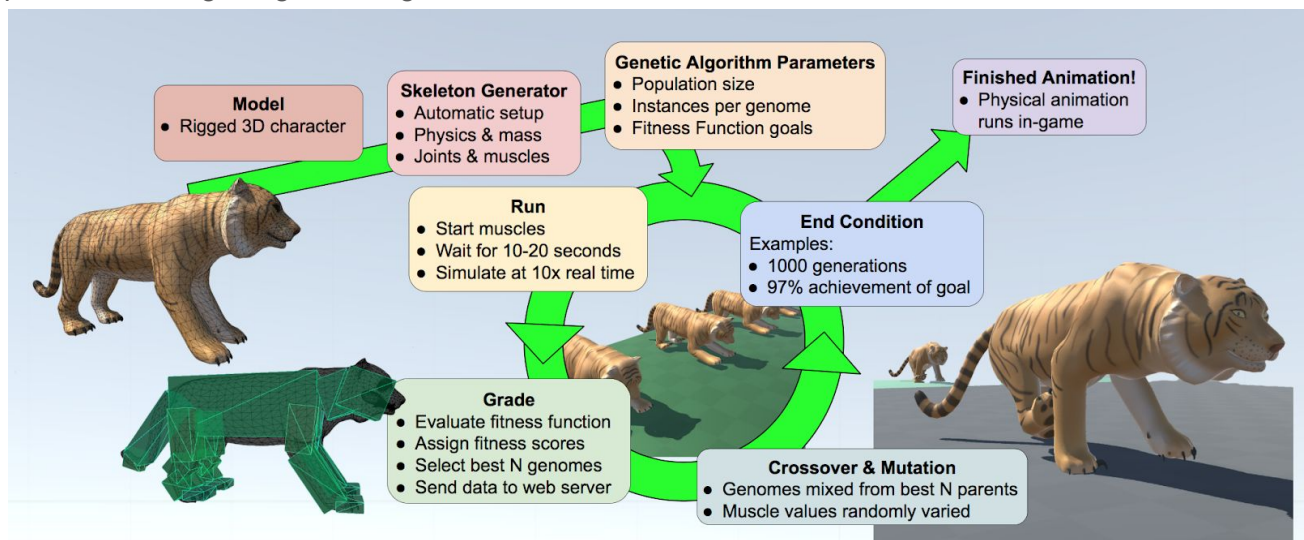 Model
● Rigged 3D character
Skeleton Generator
● Automatic setup
● Physics & mass
● Joints & muscles
Genetic Algorithm Parameters
● Population size
● Instances per genome
● Fitness Function goals
Run
● Start muscles
● Wait for 10-20 seconds
● Simulate at 10x real time
Grade
● Evaluate fitness function
● Assign fitness scores
● Select best N genomes
● Send data to web server
Crossover & Mutation
● Genomes mixed from best N parents
● Muscle values randomly varied
End Condition
Examples:
● 1000 generations
● 97% achievement of goal
Finished Animation!
● Physical animation
runs in-game